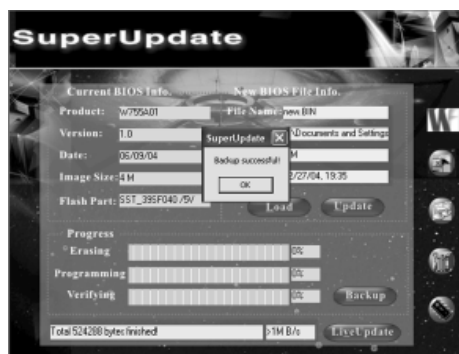 SuperUpdate
Current BIOS Info.
New BIOS File Info.
Product: W755A01
File Name: new.BIN
Version: 1.0
\Documents and Settings
Date: 06/09/04
M
Image Size: 4 M
2/27/04, 19:35
Flash Part: SST_39SF040 /5V
SuperUpdate
Backup successful!
OK
Load
Update
Progress
Erasing 0%
Programming 0%
Verifying 0%
Backup
Total 524288 bytes finished!
>1M B/s
LiveUpdate